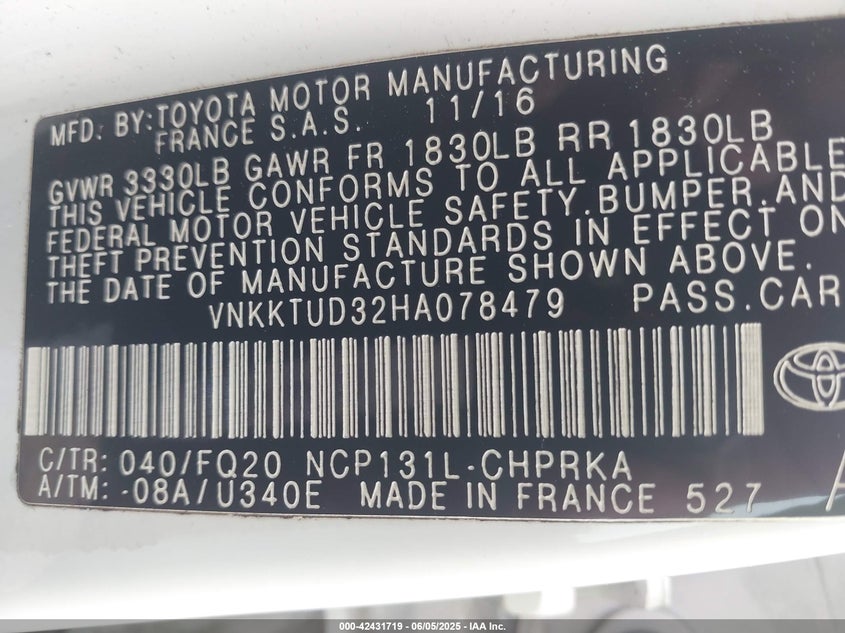 MFD. BY:TOYOTA MOTOR MANUFACTURING
FRANCE S.A.S. 11/16
GVWR 3330LB GAWR FR 1830LB RR 1830LB
THIS VEHICLE CONFORMS TO ALL APPLICABLE
FEDERAL MOTOR VEHICLE SAFETY.BUMPER.AND
THEFT PREVENTION STANDARDS IN EFFECT ON
THE DATE OF MANUFACTURE SHOWN ABOVE.
VNKKTUD32HA078479 PASS.CAR
C/TR: 040/FQ20 NCP131L-CHPRKA
A/TM: -08A/U340E MADE IN FRANCE 527
000-42431719 | 06/05/2025 - IAA Inc.